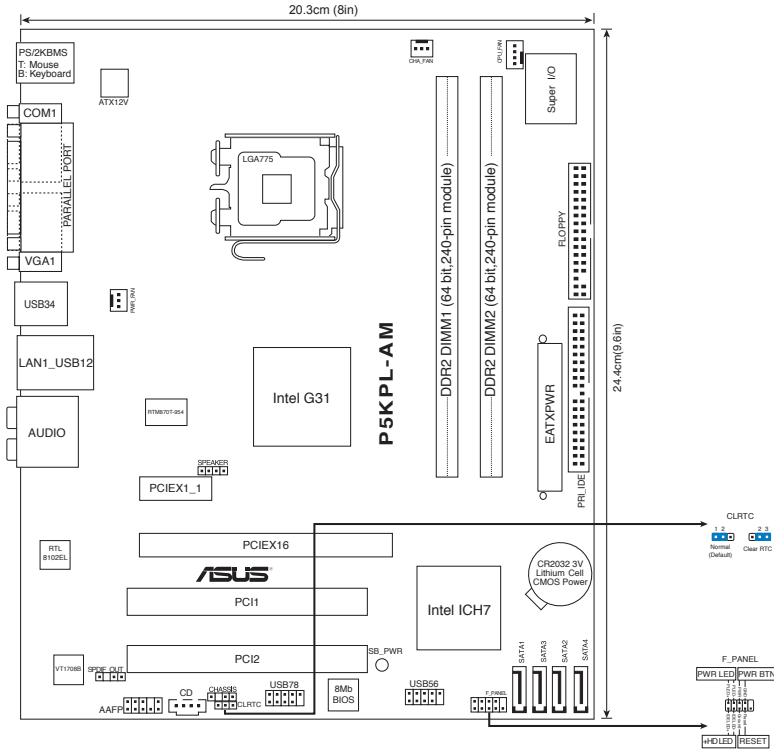 20.3cm (8in)
PS/2KBMS
T: Mouse
B: Keyboard
ATX12V
CHA_FAN
CPU_FAN
Super I/O
COM1
PARALLEL PORT
VGA1
LGA775
DDR2 DIMM1 (64 bit,240-pin module)
DDR2 DIMM2 (64 bit,240-pin module)
FLOPPY
24.4cm(9.6in)
USB34
PWR_FAN
LAN1_USB12
Intel G31
P5KPL-AM
EATXPWR
PRI_IDE
AUDIO
RTM870T-954
SPEAKER
PCIEX1_1
CLRTC
1 2
2 3
Normal
(Default)
Clear RTC
RTL
8102EL
PCIEX16
ASUS
CR2032 3V
Lithium Cell
CMOS Power
PCI1
Intel ICH7
VT1708B
SPDIF_OUT
PCI2
SB_PWR
SATA1
SATA3
SATA2
SATA4
F_PANEL
PWR LED
PWR BTN
AAFP
CD
CHASSIS
CLRTC
USB78
8Mb
BIOS
USB56
F_PANEL
+HDLED
RESET